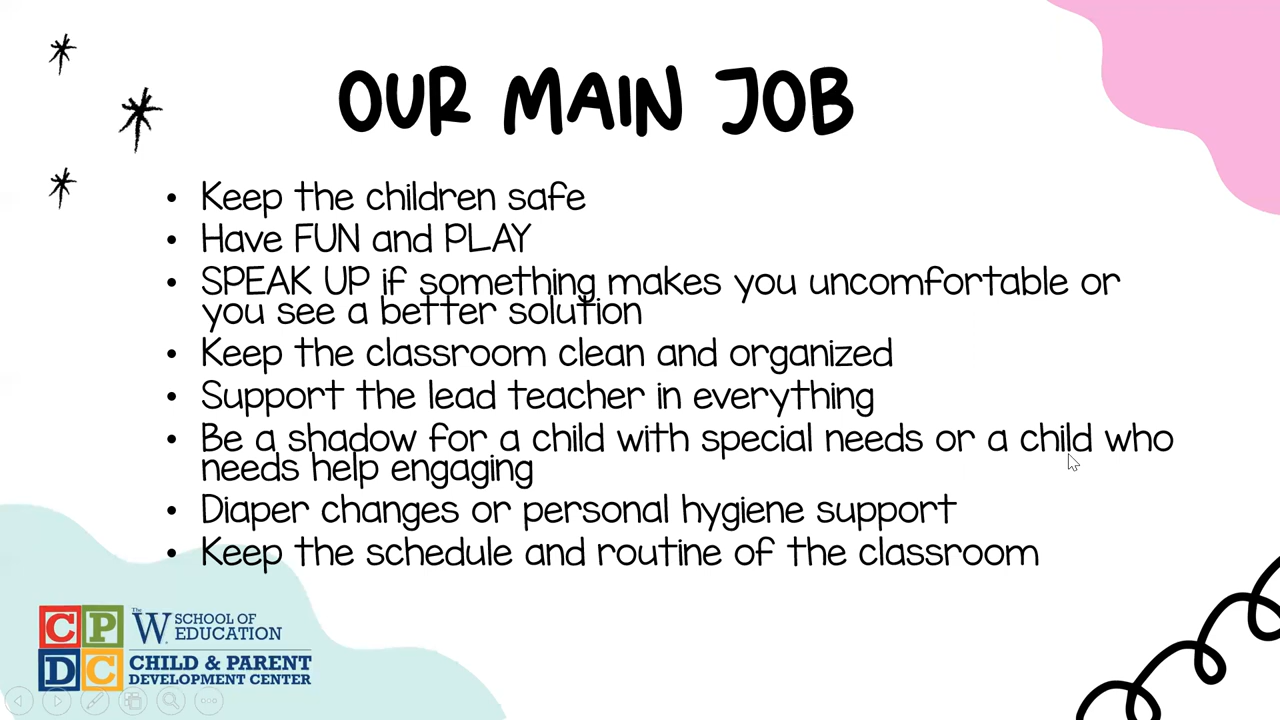 OUR MAIN JOB
• Keep the children safe
• Have FUN and PLAY
• SPEAK UP if something makes you uncomfortable or
you see a better solution
• Keep the classroom clean and organized
• Support the lead teacher in everything
• Be a shadow for a child with special needs or a child who
needs help engaging
• Diaper changes or personal hygiene support
• Keep the schedule and routine of the classroom
CP
DC
The W. SCHOOL OF
EDUCATION
CHILD & PARENT
DEVELOPMENT CENTER